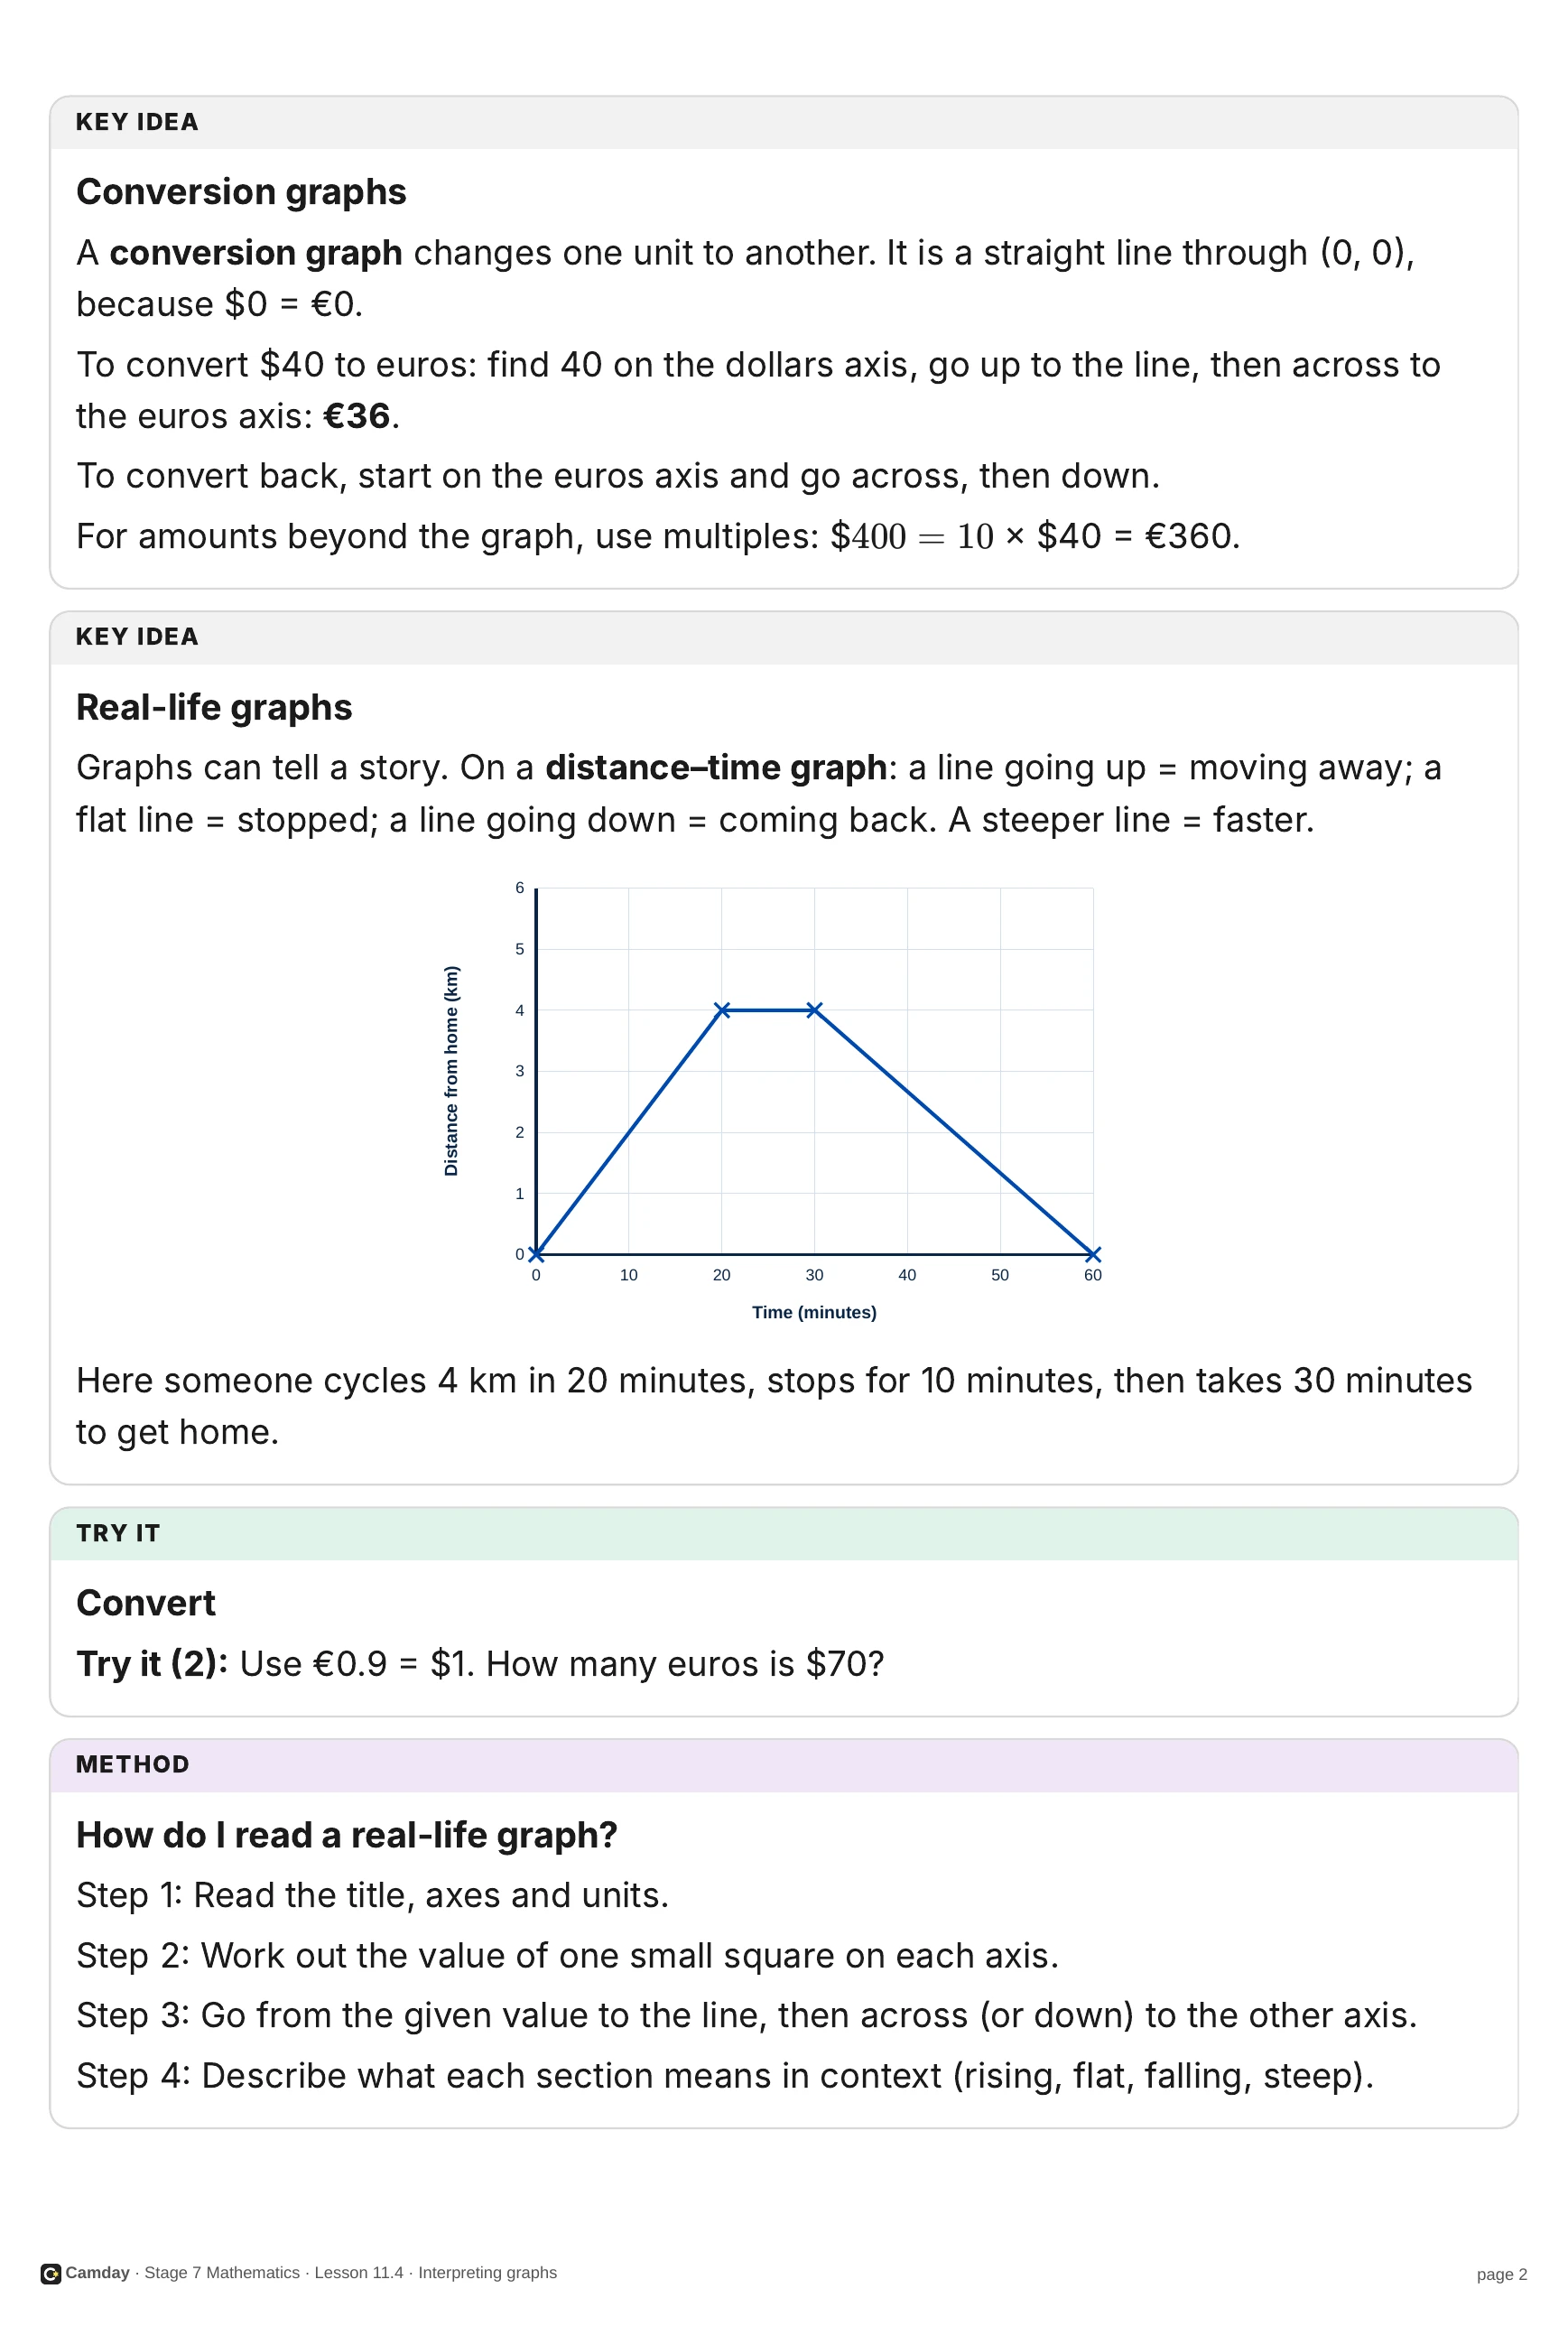 KEY IDEA
Conversion graphs
A conversion graph changes one unit to another. It is a straight line through (0, 0),
because $0 = €0.
To convert $40 to euros: find 40 on the dollars axis, go up to the line, then across to
the euros axis: €36.
To convert back, start on the euros axis and go across, then down.
For amounts beyond the graph, use multiples: $400 = 10 × $40 = €360.
KEY IDEA
Real-life graphs
Graphs can tell a story. On a distance–time graph: a line going up = moving away; a
flat line = stopped; a line going down = coming back. A steeper line = faster.
6
5
4
3
2
1
0
Distance from home (km)
0 10 20 30 40 50 60
Time (minutes)
Here someone cycles 4 km in 20 minutes, stops for 10 minutes, then takes 30 minutes
to get home.
TRY IT
Convert
Try it (2): Use €0.9 = $1. How many euros is $70?
METHOD
How do I read a real-life graph?
Step 1: Read the title, axes and units.
Step 2: Work out the value of one small square on each axis.
Step 3: Go from the given value to the line, then across (or down) to the other axis.
Step 4: Describe what each section means in context (rising, flat, falling, steep).
Camday · Stage 7 Mathematics · Lesson 11.4 · Interpreting graphs
page 2